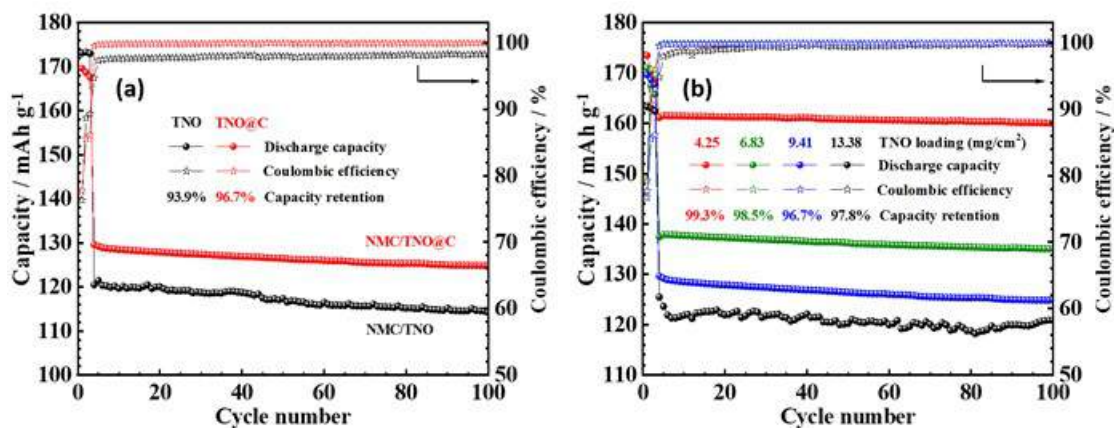 180
170
160
150
140
130
120
110
100
Capacity / mAh g-1
0 20 40 60 80 100
Cycle number
100
90
80
70
60
50
Coulombic efficiency / %
(a)
TNO TNO@C
Discharge capacity
Coulombic efficiency
93.9% 96.7% Capacity retention
NMC/TNO@C
NMC/TNO
180
170
160
150
140
130
120
110
Capacity / mAh g-1
0 20 40 60 80 100
Cycle number
100
90
80
70
60
50
Coulombic efficiency / %
(b)
4.25 6.83 9.41 13.38 TNO loading (mg/cm2)
Discharge capacity
Coulombic efficiency
99.3% 98.5% 96.7% 97.8% Capacity retention